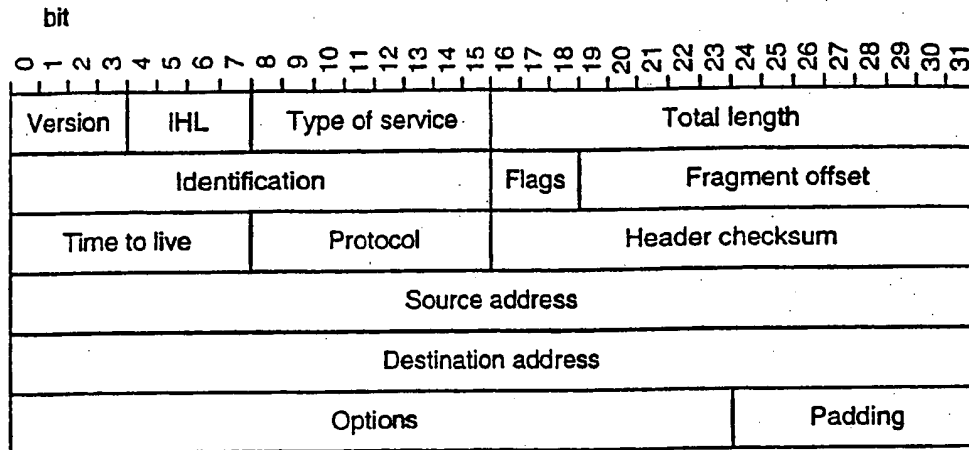 bit
0 1 2 3 4 5 6 7 8 9 10 11 12 13 14 15 16 17 18 19 20 21 22 23 24 25 26 27 28 29 30 31
Version IHL Type of service Total length
Identification Flags Fragment offset
Time to live Protocol Header checksum
Source address
Destination address
Options Padding